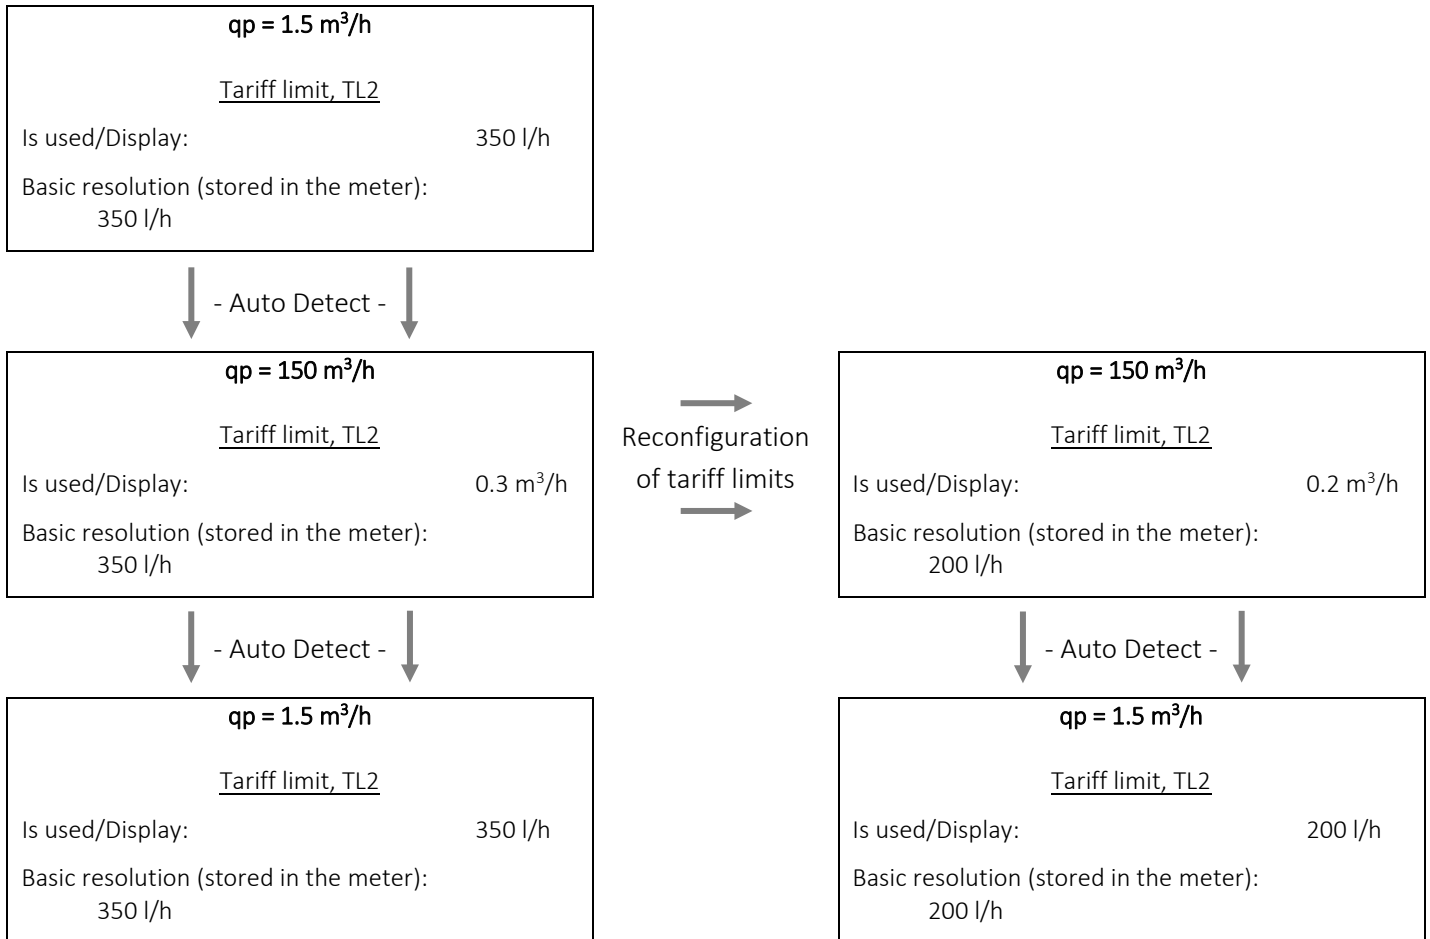 qp = 1.5 m³/h
Tariff limit, TL2
Is used/Display: 350 l/h
Basic resolution (stored in the meter):
350 l/h
- Auto Detect -
qp = 150 m³/h
Tariff limit, TL2
Is used/Display: 0.3 m³/h
Basic resolution (stored in the meter):
350 l/h
Reconfiguration
of tariff limits
qp = 150 m³/h
Tariff limit, TL2
Is used/Display: 0.2 m³/h
Basic resolution (stored in the meter):
200 l/h
- Auto Detect -
- Auto Detect -
qp = 1.5 m³/h
Tariff limit, TL2
Is used/Display: 350 l/h
Basic resolution (stored in the meter):
350 l/h
qp = 1.5 m³/h
Tariff limit, TL2
Is used/Display: 200 l/h
Basic resolution (stored in the meter):
200 l/h